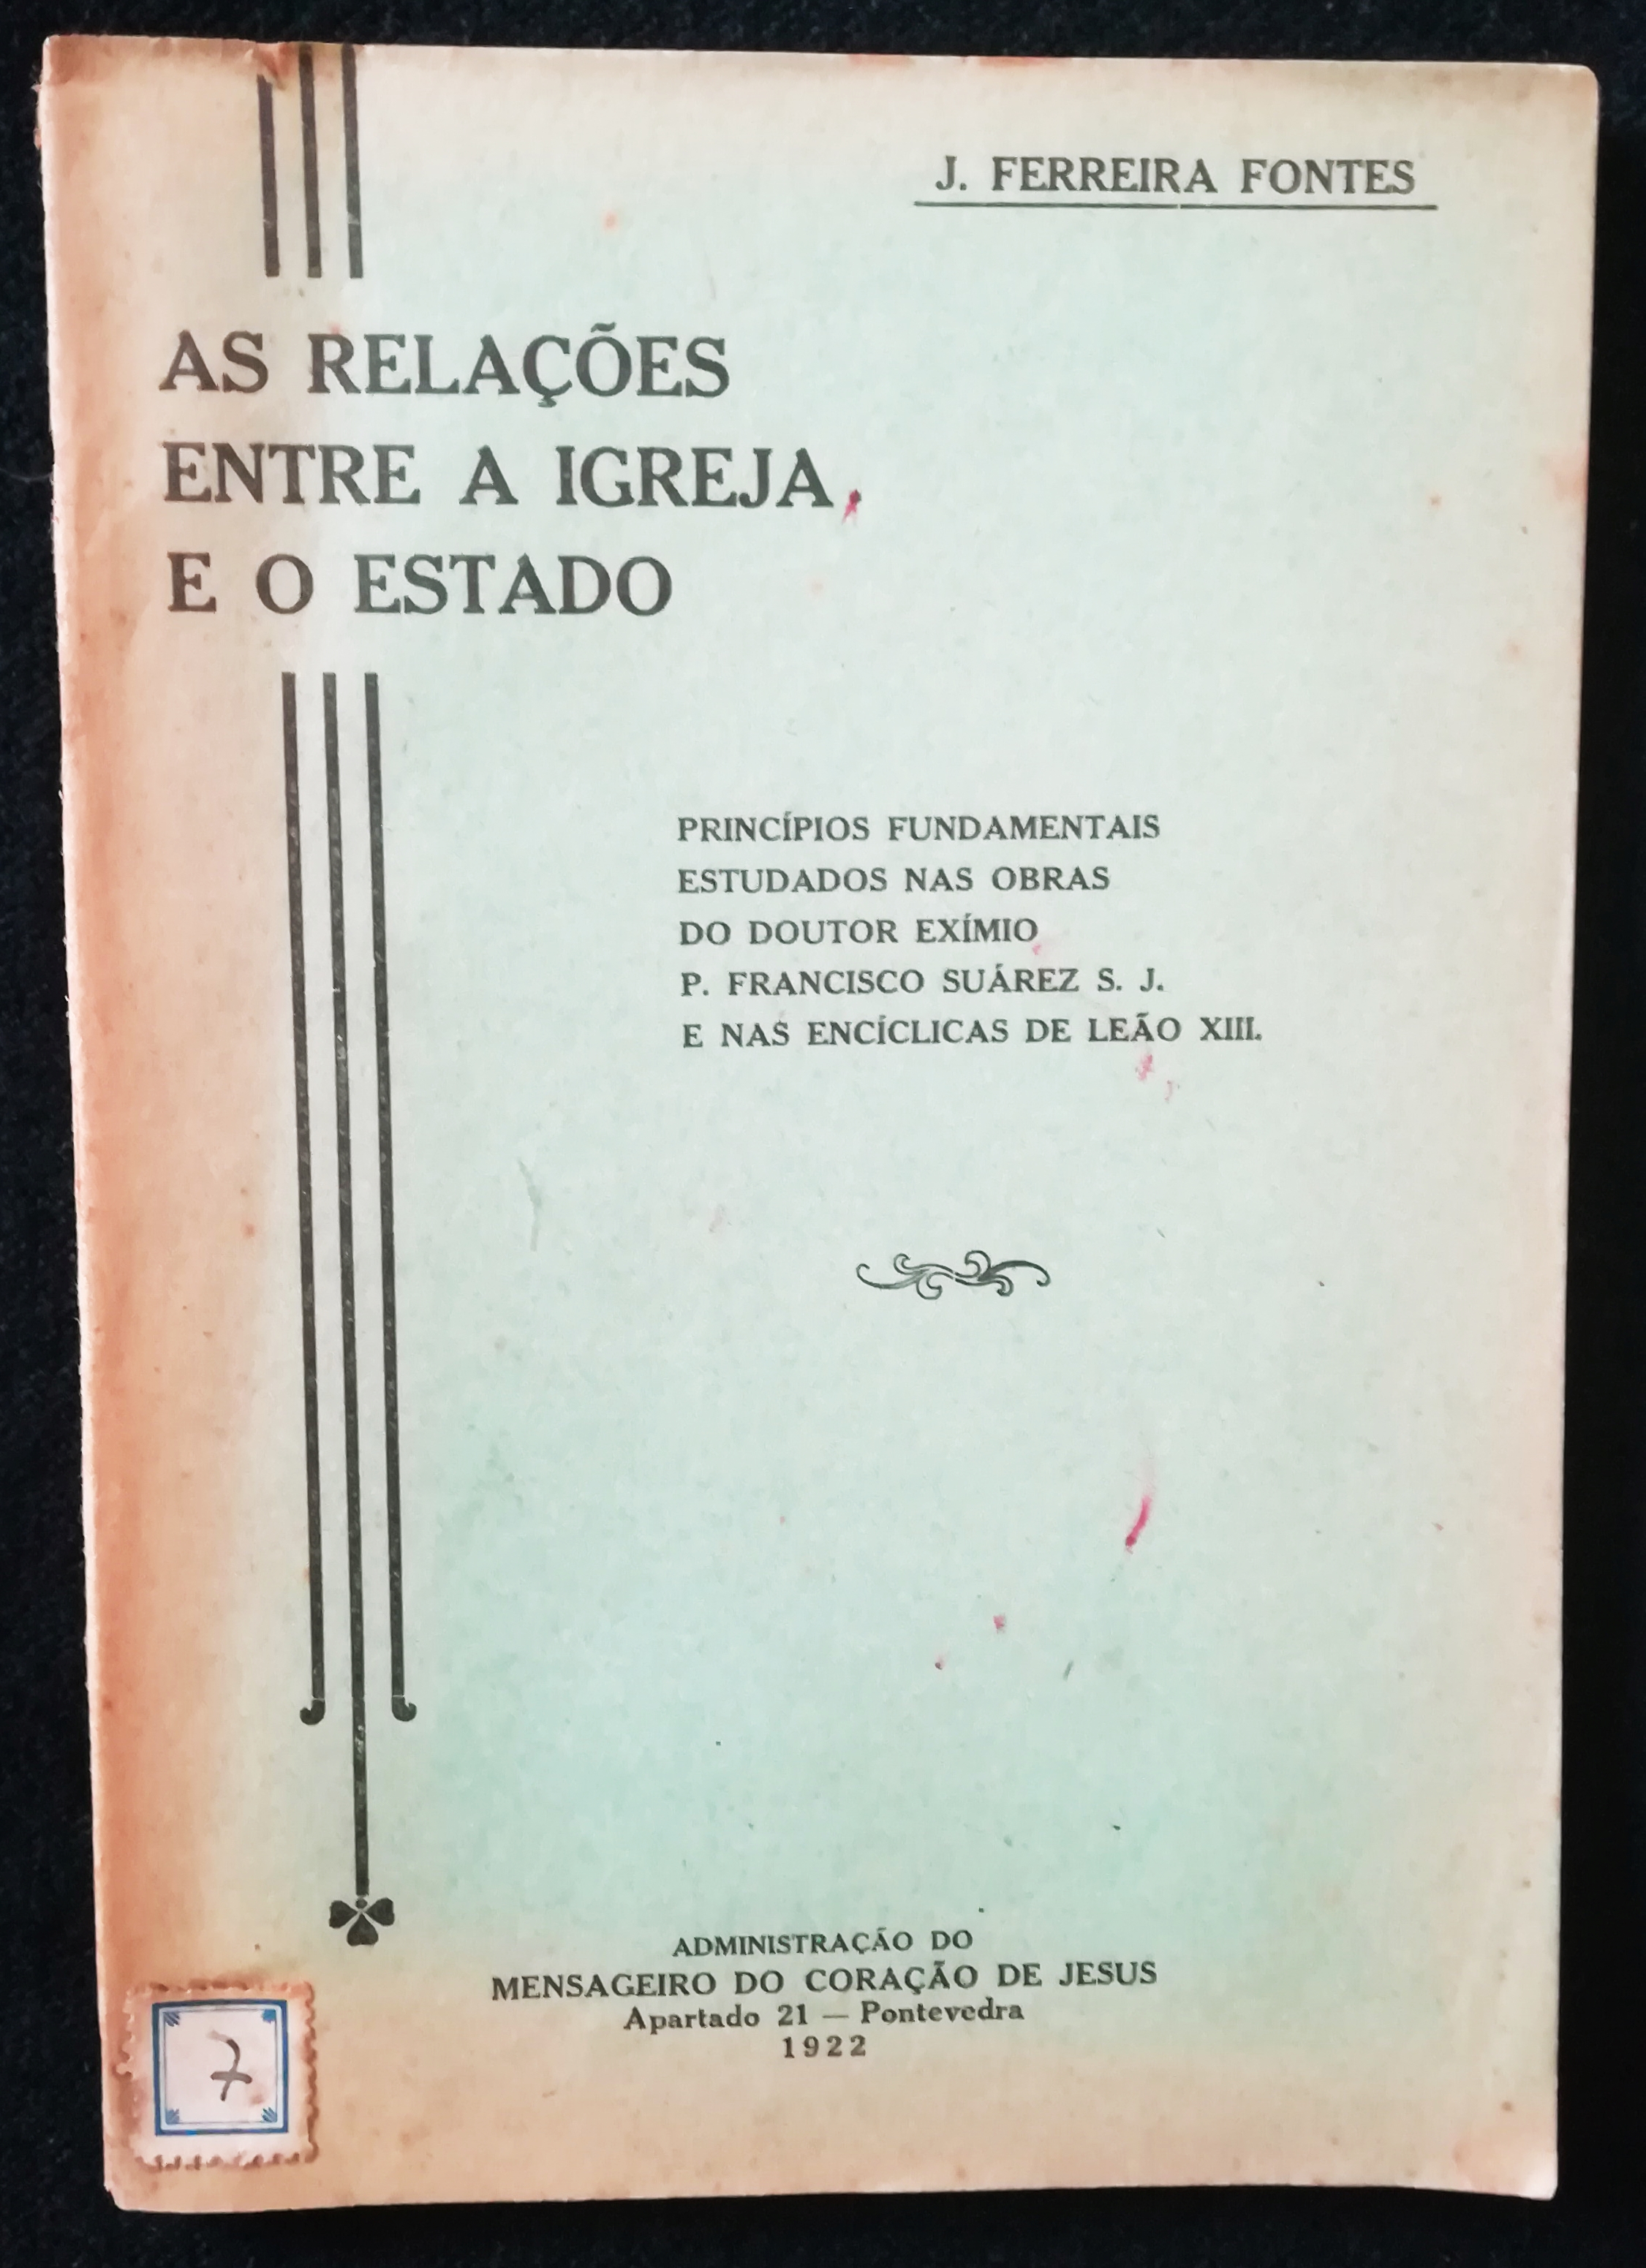 J. FERREIRA FONTES
AS RELAÇÕES
ENTRE A IGREJA
E O ESTADO
PRINCÍPIOS FUNDAMENTAIS
ESTUDADOS NAS OBRAS
DO DOUTOR EXÍMIO
P. FRANCISCO SUÁREZ S. J.
E NAS ENCÍCLICAS DE LEÃO XIII.
ADMINISTRAÇÃO DO
MENSAGEIRO DO CORAÇÃO DE JESUS
Apartado 21 — Pontevedra
1922
7